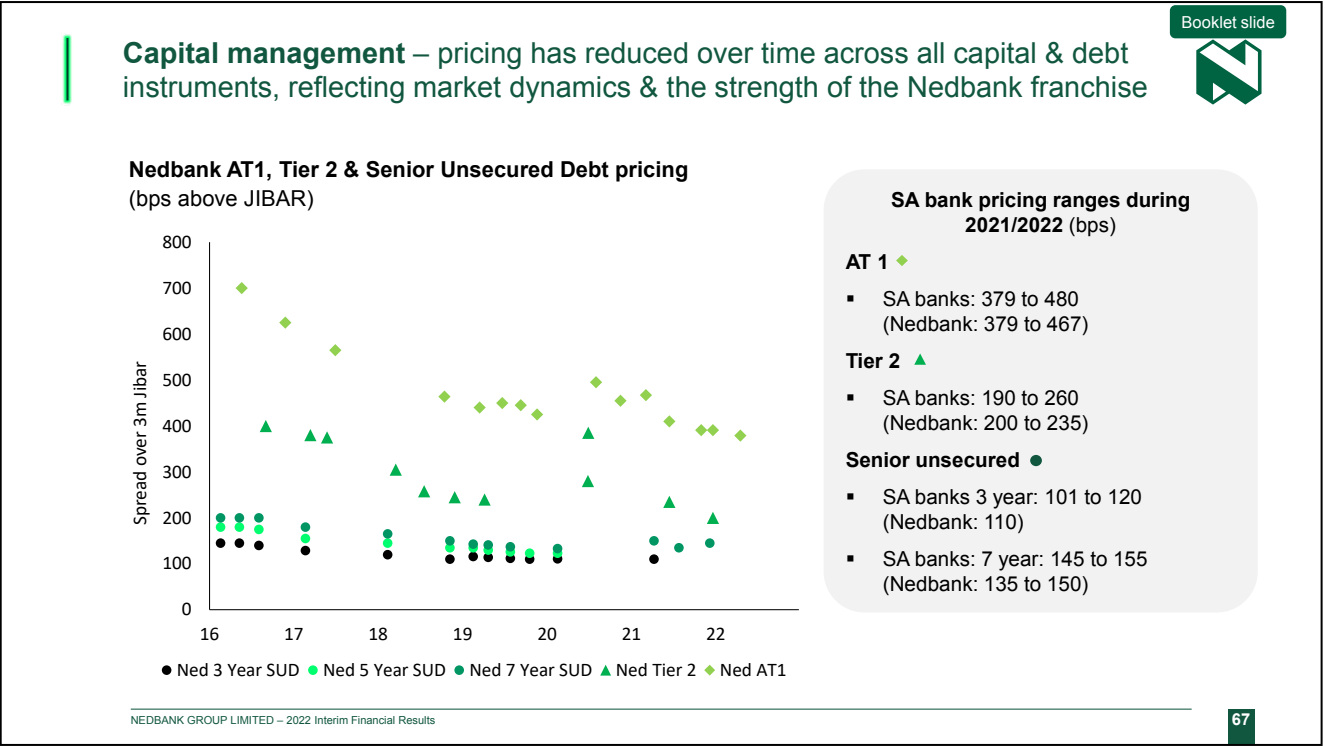 Booklet slide
Capital management – pricing has reduced over time across all capital & debt
instruments, reflecting market dynamics & the strength of the Nedbank franchise
Nedbank AT1, Tier 2 & Senior Unsecured Debt pricing
(bps above JIBAR)
Spread over 3m Jibar
800
700
600
500
400
300
200
100
0
16 17 18 19 20 21 22
Ned 3 Year SUD Ned 5 Year SUD Ned 7 Year SUD Ned Tier 2 Ned AT1
SA bank pricing ranges during
2021/2022 (bps)
AT 1
▪ SA banks: 379 to 480
(Nedbank: 379 to 467)
Tier 2
▪ SA banks: 190 to 260
(Nedbank: 200 to 235)
Senior unsecured
▪ SA banks 3 year: 101 to 120
(Nedbank: 110)
▪ SA banks: 7 year: 145 to 155
(Nedbank: 135 to 150)
NEDBANK GROUP LIMITED – 2022 Interim Financial Results
67